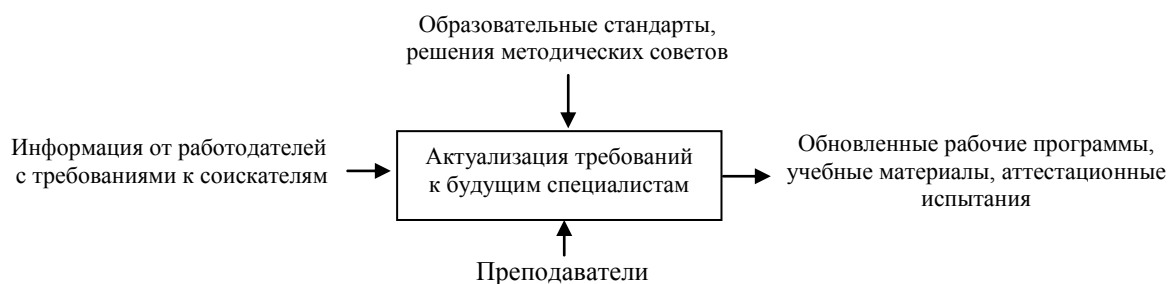 Образовательные стандарты,
решения методических советов
Информация от работодателей
с требованиями к соискателям
Актуализация требований
к будущим специалистам
Обновленные рабочие программы,
учебные материалы, аттестационные
испытания
Преподаватели